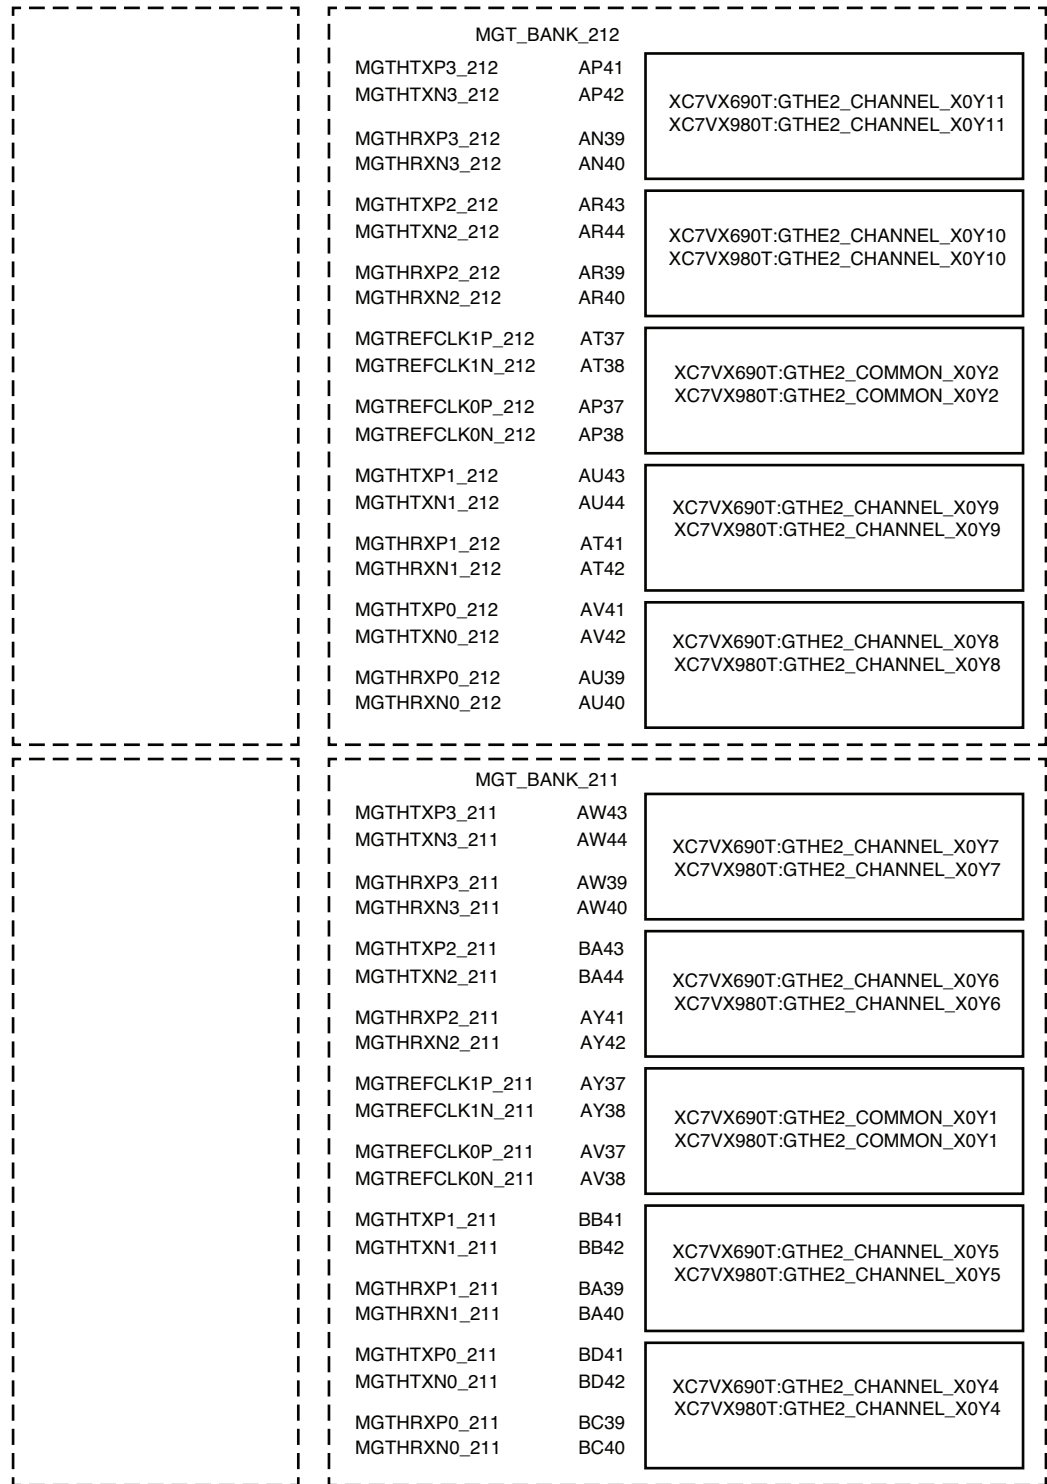 MGT_BANK_212
MGTHTXP3_212 AP41
MGTHTXN3_212 AP42
XC7VX690T:GTHE2_CHANNEL_X0Y11
XC7VX980T:GTHE2_CHANNEL_X0Y11
MGTHRXP3_212 AN39
MGTHRXN3_212 AN40
MGTHTXP2_212 AR43
MGTHTXN2_212 AR44
XC7VX690T:GTHE2_CHANNEL_X0Y10
XC7VX980T:GTHE2_CHANNEL_X0Y10
MGTHRXP2_212 AR39
MGTHRXN2_212 AR40
MGTREFCLK1P_212 AT37
MGTREFCLK1N_212 AT38
XC7VX690T:GTHE2_COMMON_X0Y2
XC7VX980T:GTHE2_COMMON_X0Y2
MGTREFCLK0P_212 AP37
MGTREFCLK0N_212 AP38
MGTHTXP1_212 AU43
MGTHTXN1_212 AU44
XC7VX690T:GTHE2_CHANNEL_X0Y9
XC7VX980T:GTHE2_CHANNEL_X0Y9
MGTHRXP1_212 AT41
MGTHRXN1_212 AT42
MGTHTXP0_212 AV41
MGTHTXN0_212 AV42
XC7VX690T:GTHE2_CHANNEL_X0Y8
XC7VX980T:GTHE2_CHANNEL_X0Y8
MGTHRXP0_212 AU39
MGTHRXN0_212 AU40
MGT_BANK_211
MGTHTXP3_211 AW43
MGTHTXN3_211 AW44
XC7VX690T:GTHE2_CHANNEL_X0Y7
XC7VX980T:GTHE2_CHANNEL_X0Y7
MGTHRXP3_211 AW39
MGTHRXN3_211 AW40
MGTHTXP2_211 BA43
MGTHTXN2_211 BA44
XC7VX690T:GTHE2_CHANNEL_X0Y6
XC7VX980T:GTHE2_CHANNEL_X0Y6
MGTHRXP2_211 AY41
MGTHRXN2_211 AY42
MGTREFCLK1P_211 AY37
MGTREFCLK1N_211 AY38
XC7VX690T:GTHE2_COMMON_X0Y1
XC7VX980T:GTHE2_COMMON_X0Y1
MGTREFCLK0P_211 AV37
MGTREFCLK0N_211 AV38
MGTHTXP1_211 BB41
MGTHTXN1_211 BB42
XC7VX690T:GTHE2_CHANNEL_X0Y5
XC7VX980T:GTHE2_CHANNEL_X0Y5
MGTHRXP1_211 BA39
MGTHRXN1_211 BA40
MGTHTXP0_211 BD41
MGTHTXN0_211 BD42
XC7VX690T:GTHE2_CHANNEL_X0Y4
XC7VX980T:GTHE2_CHANNEL_X0Y4
MGTHRXP0_211 BC39
MGTHRXN0_211 BC40